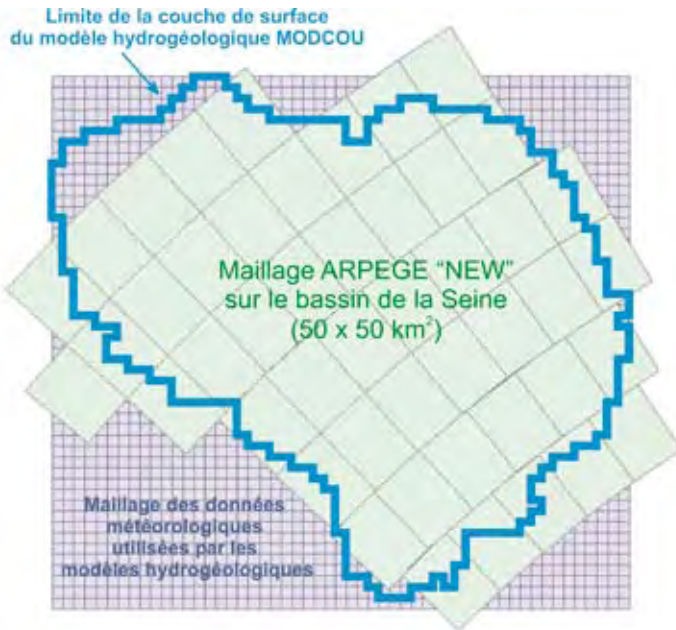 Limite de la couche de surface
du modèle hydrogéologique MODCOU
Maillage ARPEGE “NEW”
sur le bassin de la Seine
(50 x 50 km²)
Maillage des données
météorologiques
utilisées par les
modèles hydrogéologiques